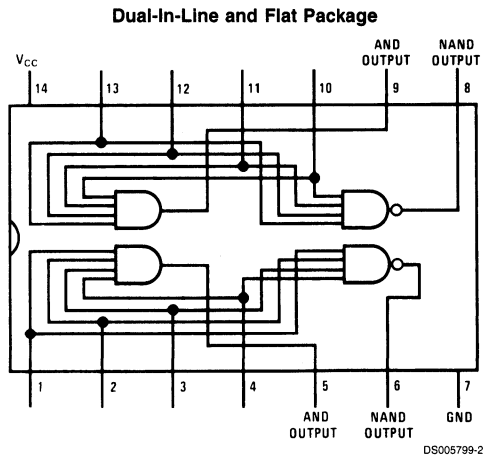 Dual-In-Line and Flat Package
AND
OUTPUT
NAND
OUTPUT
VCC
14 13 12 11 10 9 8
1 2 3 4 5 6 7
AND
OUTPUT
NAND
OUTPUT
GND
DS005799-2